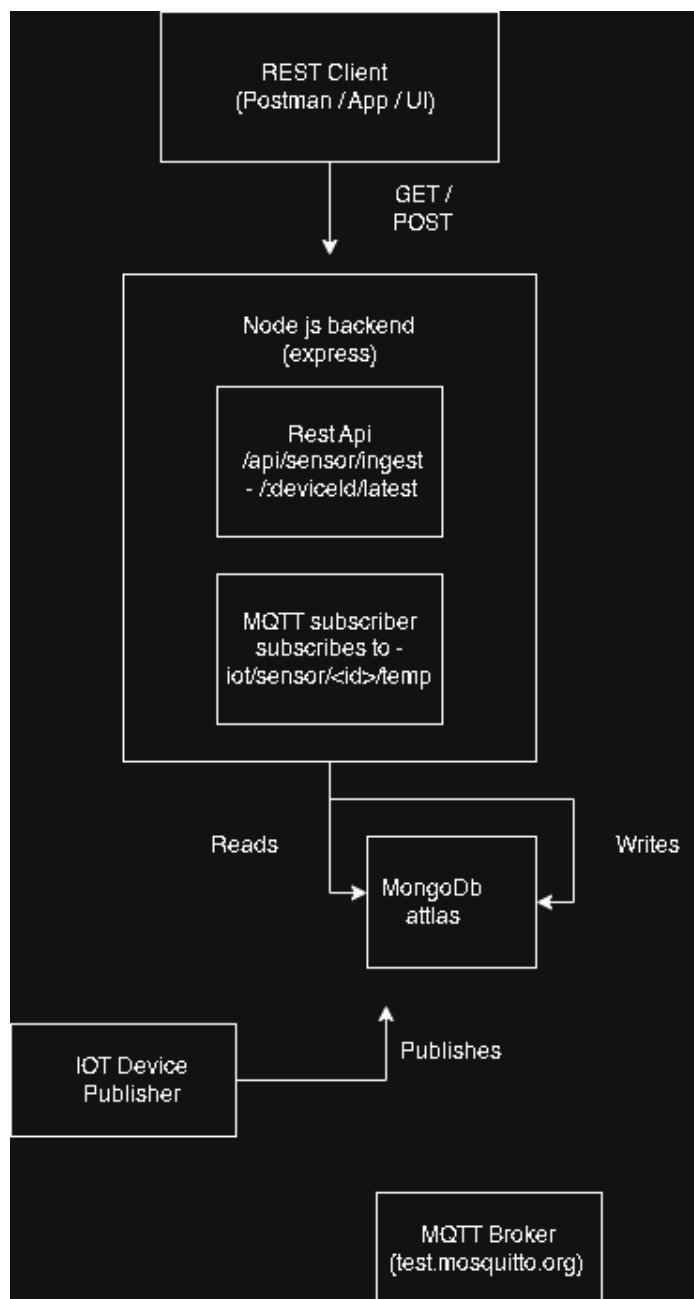 REST Client
(Postman / App / UI)
GET /
POST
Node js backend
(express)
Rest Api
/api/sensor/ingest
- /:deviceId/latest
MQTT subscriber
subscribes to -
iot/sensor/<id>/temp
Reads
Writes
MongoDb
attlas
Publishes
IOT Device
Publisher
MQTT Broker
(test.mosquitto.org)